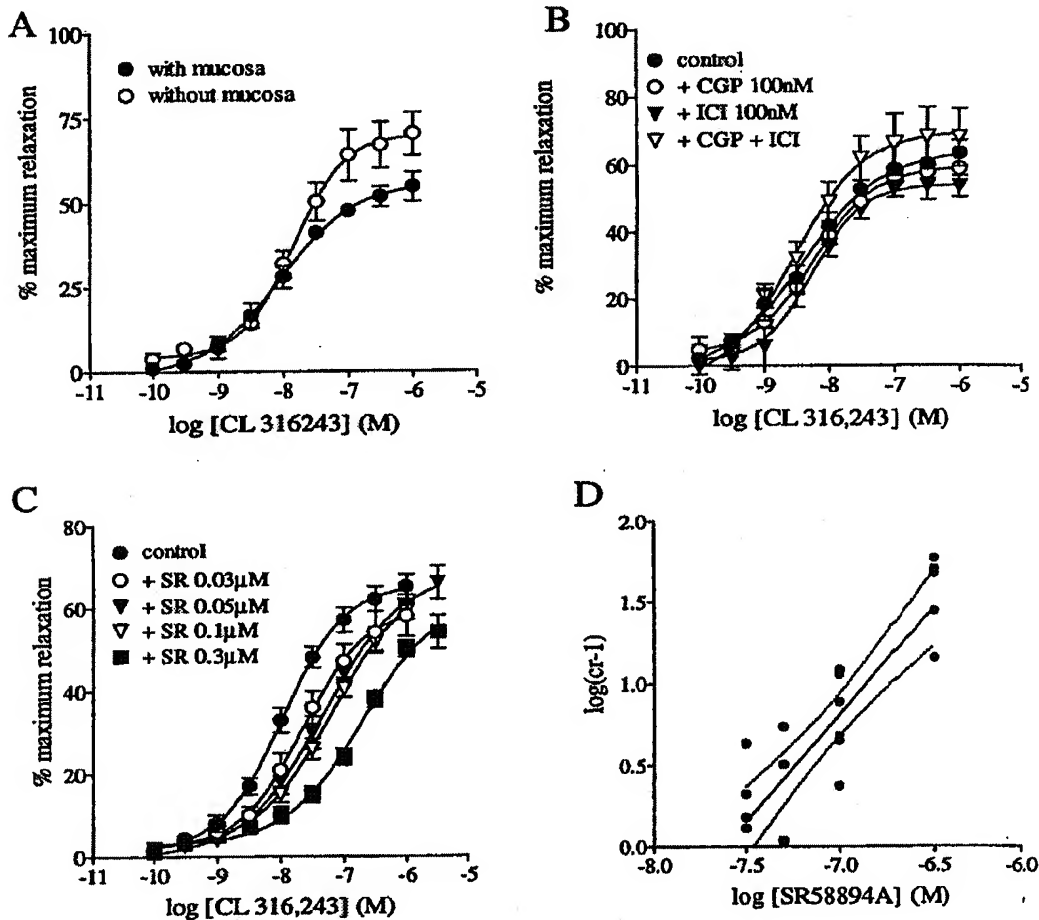 A
100
75
50
25
0
% maximum relaxation
with mucosa
without mucosa
-11 -10 -9 -8 -7 -6 -5
log [CL 316243] (M)
B
100
80
60
40
20
0
% maximum relaxation
control
+ CGP 100nM
+ ICI 100nM
+ CGP + ICI
-11 -10 -9 -8 -7 -6 -5
log [CL 316,243] (M)
C
80
60
40
20
0
% maximum relaxation
control
+ SR 0.03μM
+ SR 0.05μM
+ SR 0.1μM
+ SR 0.3μM
-11 -10 -9 -8 -7 -6 -5
log [CL 316,243] (M)
D
2.0
1.5
1.0
0.5
0.0
log(cr-1)
-8.0 -7.5 -7.0 -6.5 -6.0
log [SR58894A] (M)